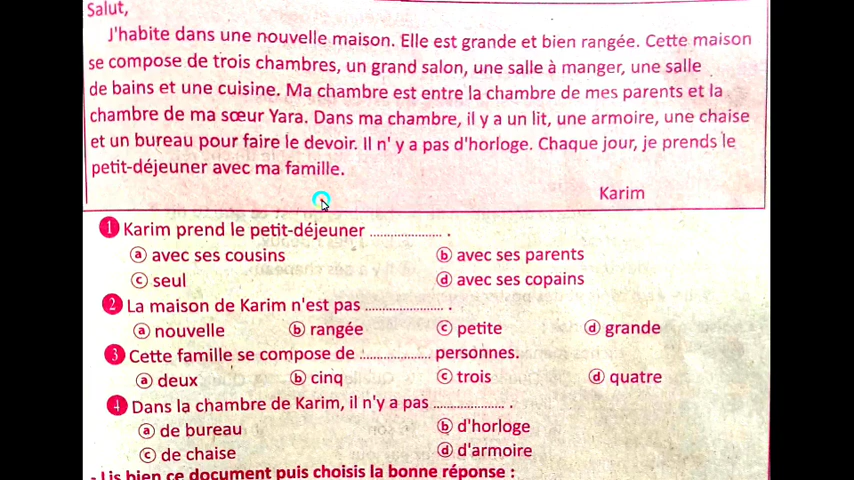 Salut,
J'habite dans une nouvelle maison. Elle est grande et bien rangée. Cette maison
se compose de trois chambres, un grand salon, une salle à manger, une salle
de bains et une cuisine. Ma chambre est entre la chambre de mes parents et la
chambre de ma sœur Yara. Dans ma chambre, il y a un lit, une armoire, une chaise
et un bureau pour faire le devoir. Il n' y a pas d'horloge. Chaque jour, je prends le
petit-déjeuner avec ma famille.
Karim
1 Karim prend le petit-déjeuner .................... .
a avec ses cousins b avec ses parents
c seul d avec ses copains
2 La maison de Karim n'est pas .................... .
a nouvelle b rangée c petite d grande
3 Cette famille se compose de .................... personnes.
a deux b cinq c trois d quatre
4 Dans la chambre de Karim, il n'y a pas .................... .
a de bureau b d'horloge
c de chaise d d'armoire
- Lis bien ce document puis choisis la bonne réponse :